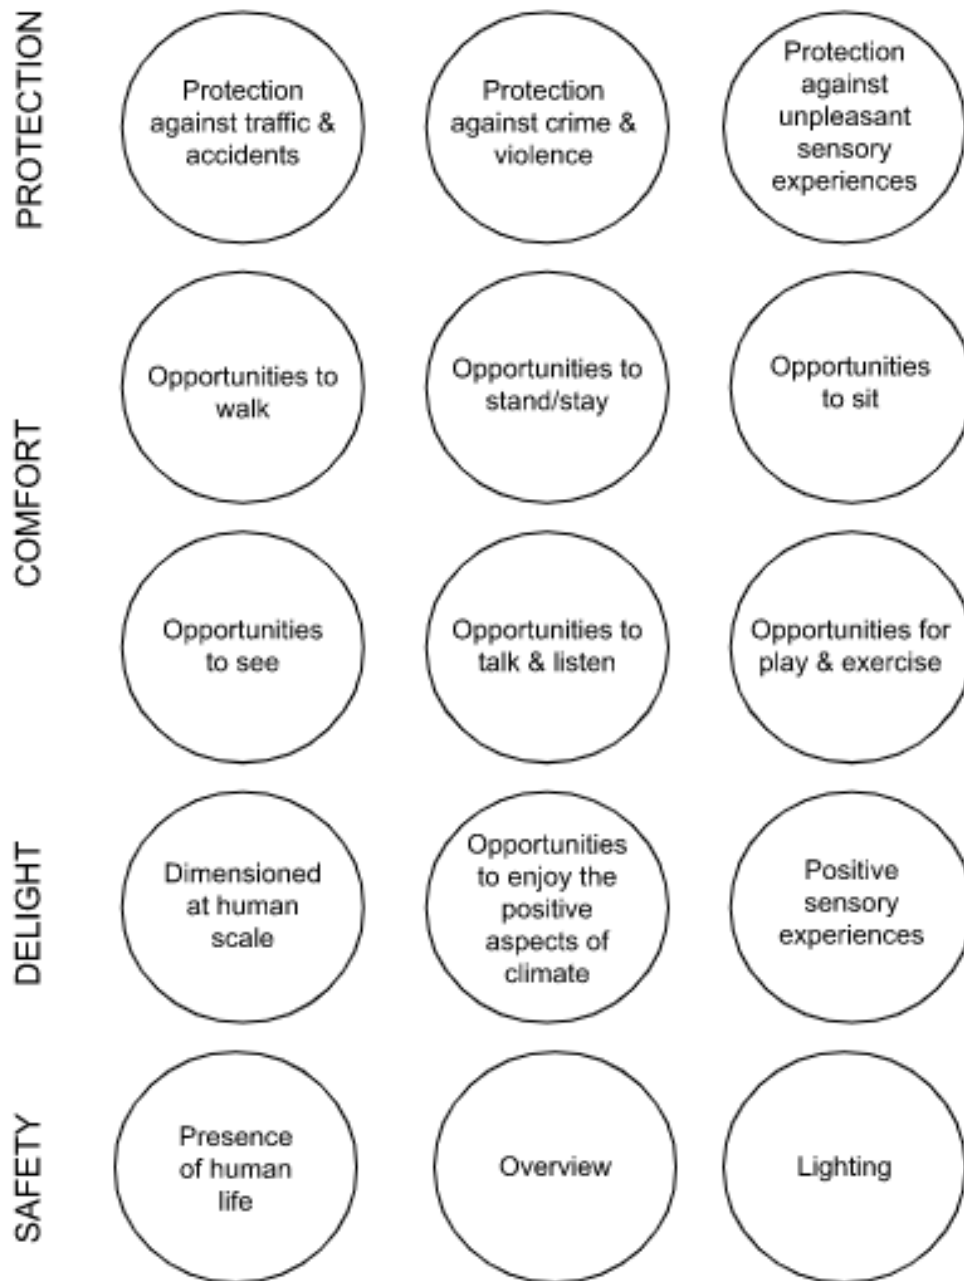 PROTECTION
Protection
against traffic &
accidents
Protection
against crime &
violence
Protection
against
unpleasant
sensory
experiences
COMFORT
Opportunities to
walk
Opportunities to
stand/stay
Opportunities
to sit
Opportunities
to see
Opportunities to
talk & listen
Opportunities for
play & exercise
DELIGHT
Dimensioned
at human
scale
Opportunities
to enjoy the
positive
aspects of
climate
Positive
sensory
experiences
SAFETY
Presence
of human
life
Overview
Lighting